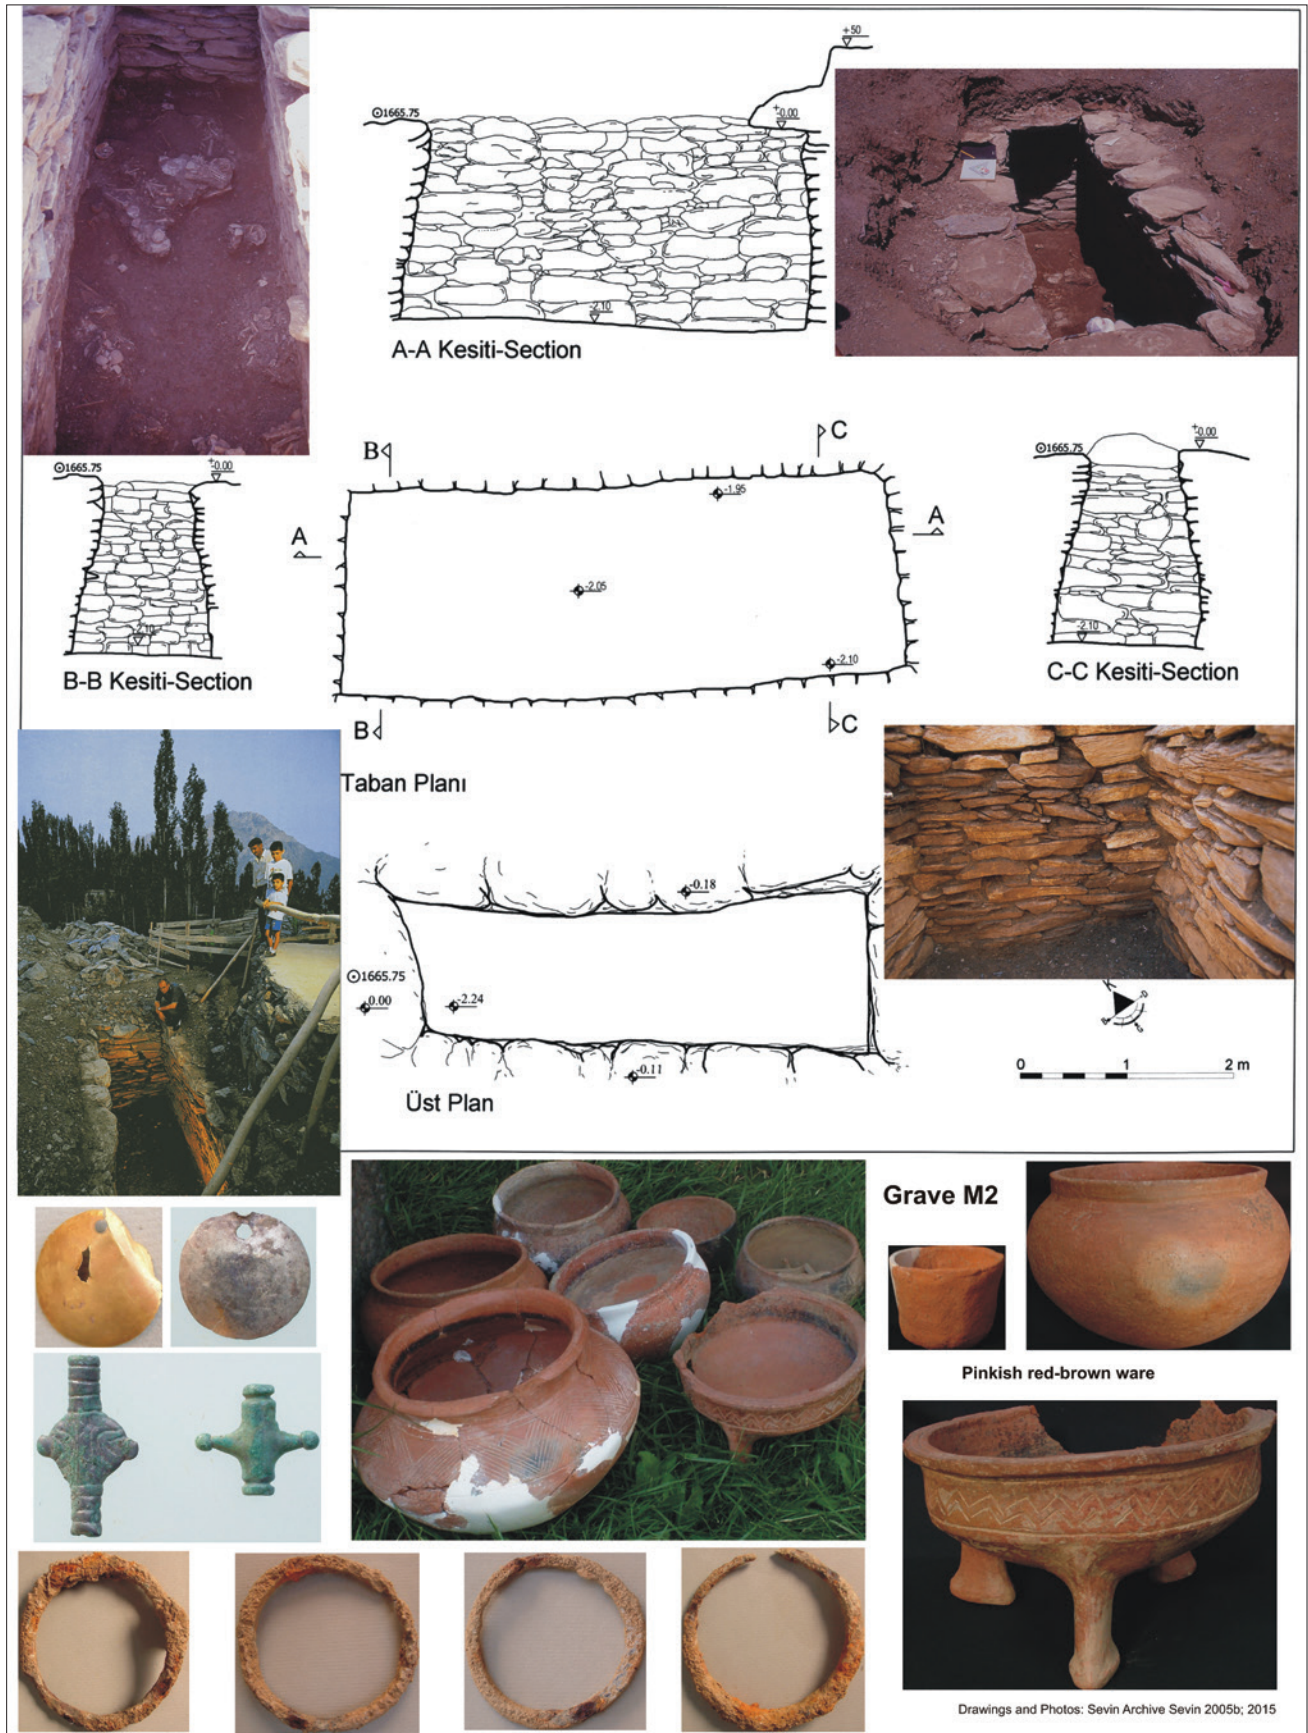 +50
1665.75
+-0.00
-2.10
A-A Kesiti-Section
B
C
1665.75
+-0.00
-2.10
B-B Kesiti-Section
A
-1.95
-2.05
-2.10
A
B
C
1665.75
+-0.00
-2.10
C-C Kesiti-Section
Taban Planı
-0.18
1665.75
0.00
-2.24
-0.11
Üst Plan
K
0 1 2 m
Grave M2
Pinkish red-brown ware
Drawings and Photos: Sevin Archive Sevin 2005b; 2015